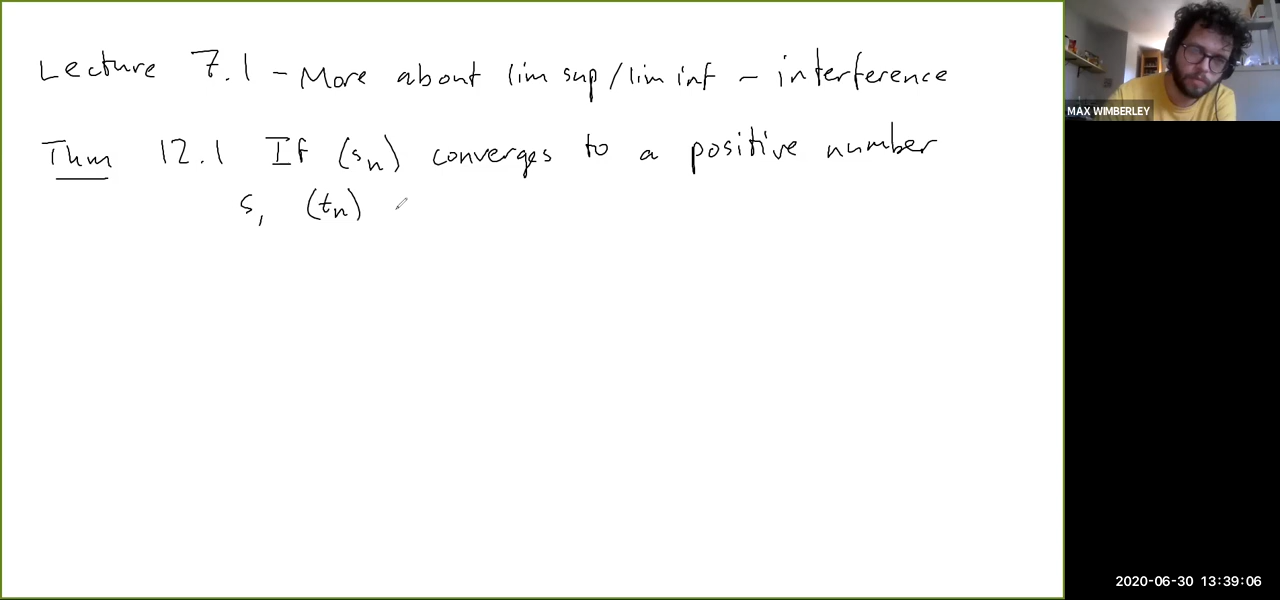 Lecture 7.1 - More about lim sup / lim inf - interference
Thm 12.1 If (sn) converges to a positive number
s, (tn)
MAX WIMBERLEY
2020-06-30 13:39:06